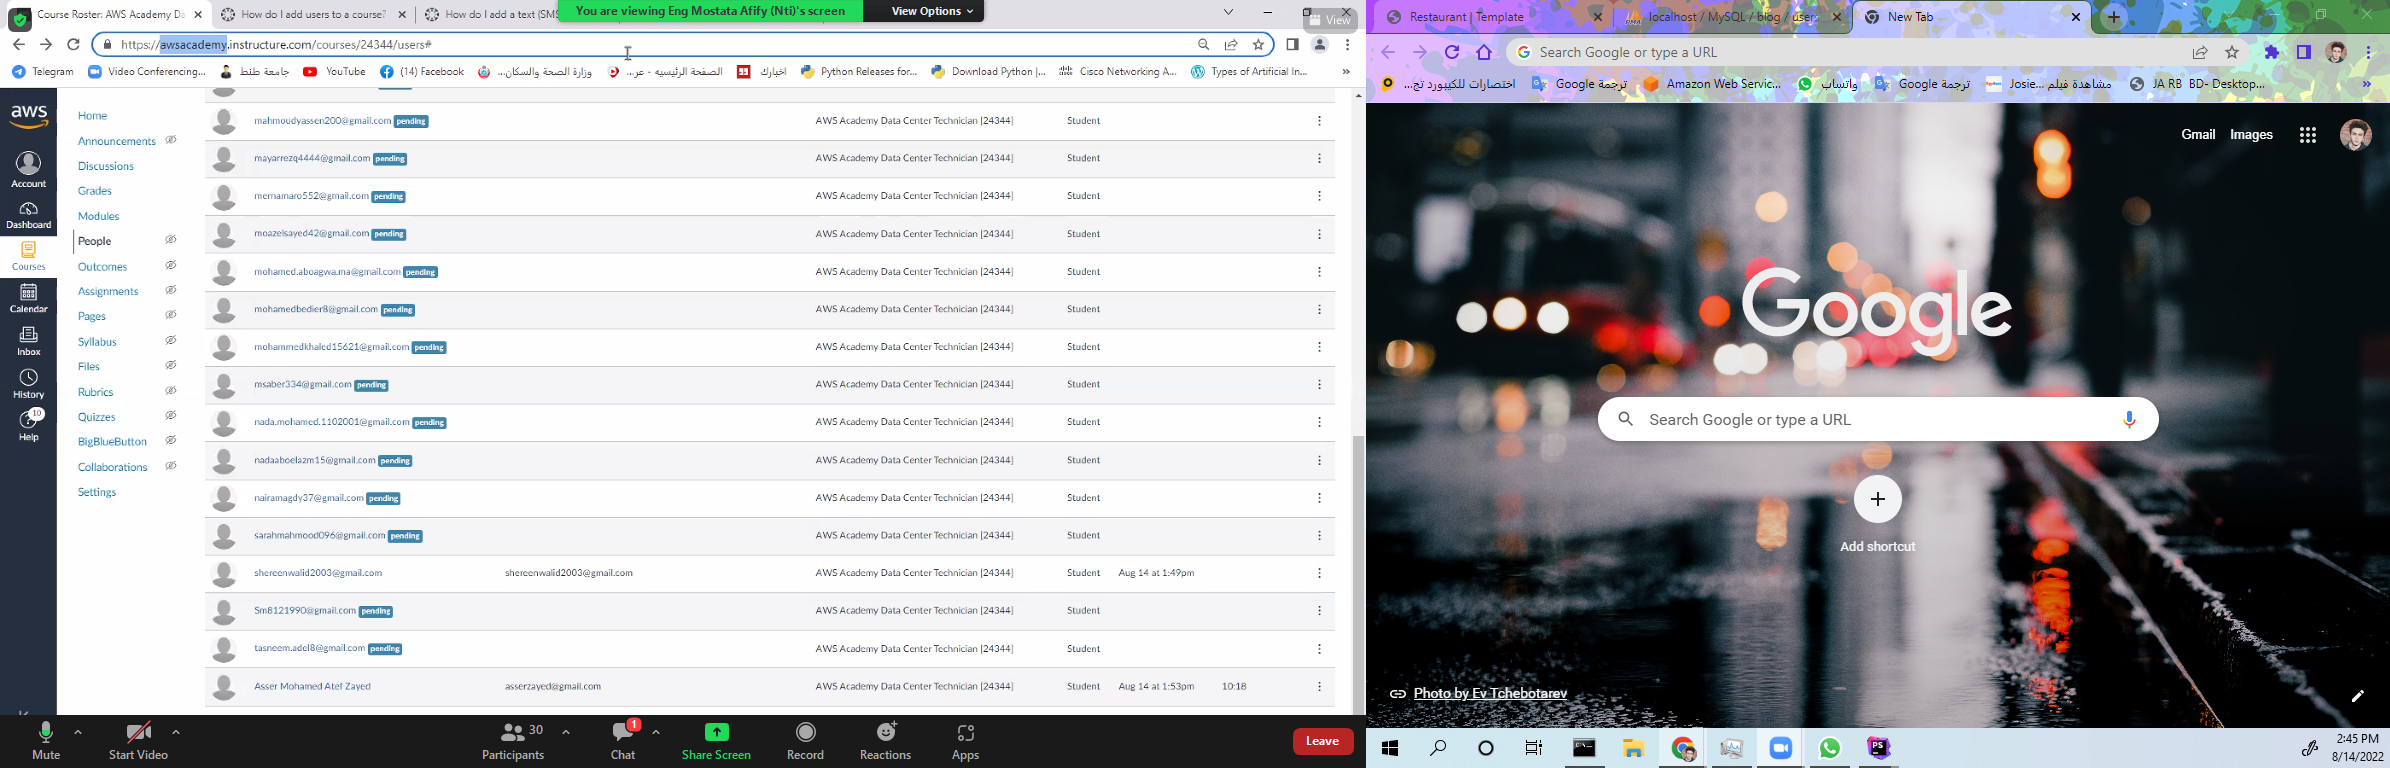 Course Roster: AWS Academy Da
How do I add users to a course?
How do I add a text (SMS
You are viewing Eng Mostata Afify (Nti)'s screen
View Options
View
https://awsacademy.instructure.com/courses/24344/users#
Telegram
Video Conferencing...
جامعة طنط
YouTube
(14) Facebook
وزارة الصحة والسكان...
الصفحة الرئيسيه - عر...
اخبارك
Python Releases for...
Download Python |...
Cisco Networking A...
Types of Artificial In...
»
aws
Account
Dashboard
Courses
Calendar
Inbox
History
10
Help
Home
Announcements
Discussions
Grades
Modules
People
Outcomes
Assignments
Pages
Syllabus
Files
Rubrics
Quizzes
BigBlueButton
Collaborations
Settings
mahmoudyassen200@gmail.com pending AWS Academy Data Center Technician [24344] Student
mayarrezq4444@gmail.com pending AWS Academy Data Center Technician [24344] Student
mernamaro552@gmail.com pending AWS Academy Data Center Technician [24344] Student
moazelsayed42@gmail.com pending AWS Academy Data Center Technician [24344] Student
mohamed.aboagwa.ma@gmail.com pending AWS Academy Data Center Technician [24344] Student
mohamedbedier8@gmail.com pending AWS Academy Data Center Technician [24344] Student
mohammedkhaled15621@gmail.com pending AWS Academy Data Center Technician [24344] Student
msaber334@gmail.com pending AWS Academy Data Center Technician [24344] Student
nada.mohamed.1102001@gmail.com pending AWS Academy Data Center Technician [24344] Student
nadaaboelazm15@gmail.com pending AWS Academy Data Center Technician [24344] Student
nairamagdy37@gmail.com pending AWS Academy Data Center Technician [24344] Student
sarahmahmood096@gmail.com pending AWS Academy Data Center Technician [24344] Student
shereenwalid2003@gmail.com shereenwalid2003@gmail.com AWS Academy Data Center Technician [24344] Student Aug 14 at 1:49pm
Sm8121990@gmail.com pending AWS Academy Data Center Technician [24344] Student
tasneem.adel8@gmail.com pending AWS Academy Data Center Technician [24344] Student
Asser Mohamed Atef Zayed asserzayed@gmail.com AWS Academy Data Center Technician [24344] Student Aug 14 at 1:53pm 10:18
Mute
Start Video
30
Participants
1
Chat
Share Screen
Record
Reactions
Apps
Leave
Restaurant | Template
localhost / MySQL / blog / users
New Tab
Search Google or type a URL
اختصارات للكيبورد تج...
ترجمة Google
Amazon Web Servic...
واتساب
ترجمة Google
مشاهدة فيلم Josie...
JA RB BD- Desktop...
»
Gmail
Images
Google
Search Google or type a URL
Add shortcut
Photo by Ev Tchebotarev
PS
2:45 PM
8/14/2022